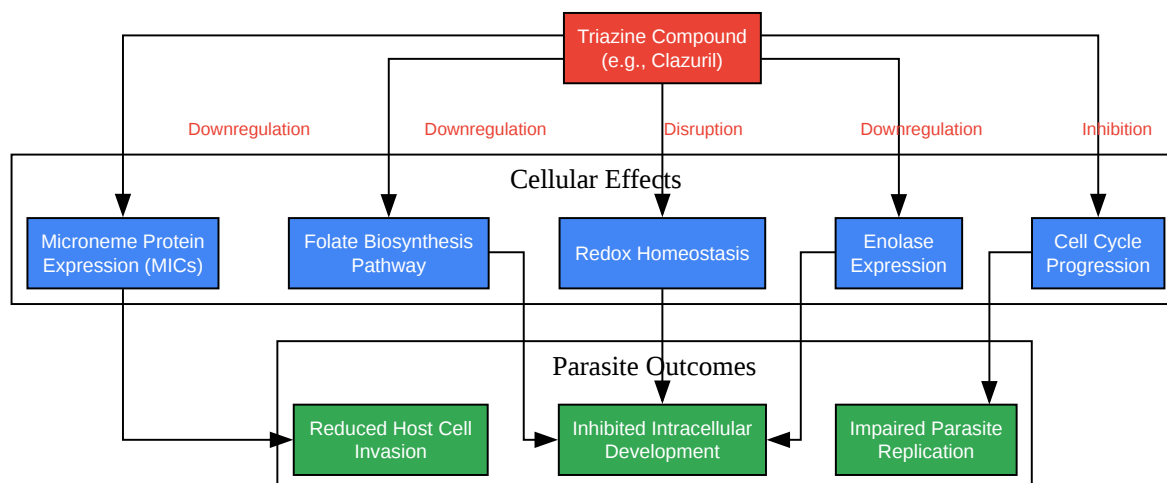 Triazine Compound
(e.g., Clazuril)
Downregulation
Downregulation
Disruption
Downregulation
Inhibition
Cellular Effects
Microneme Protein
Expression (MICs)
Folate Biosynthesis
Pathway
Redox Homeostasis
Enolase
Expression
Cell Cycle
Progression
Parasite Outcomes
Reduced Host Cell
Invasion
Inhibited Intracellular
Development
Impaired Parasite
Replication